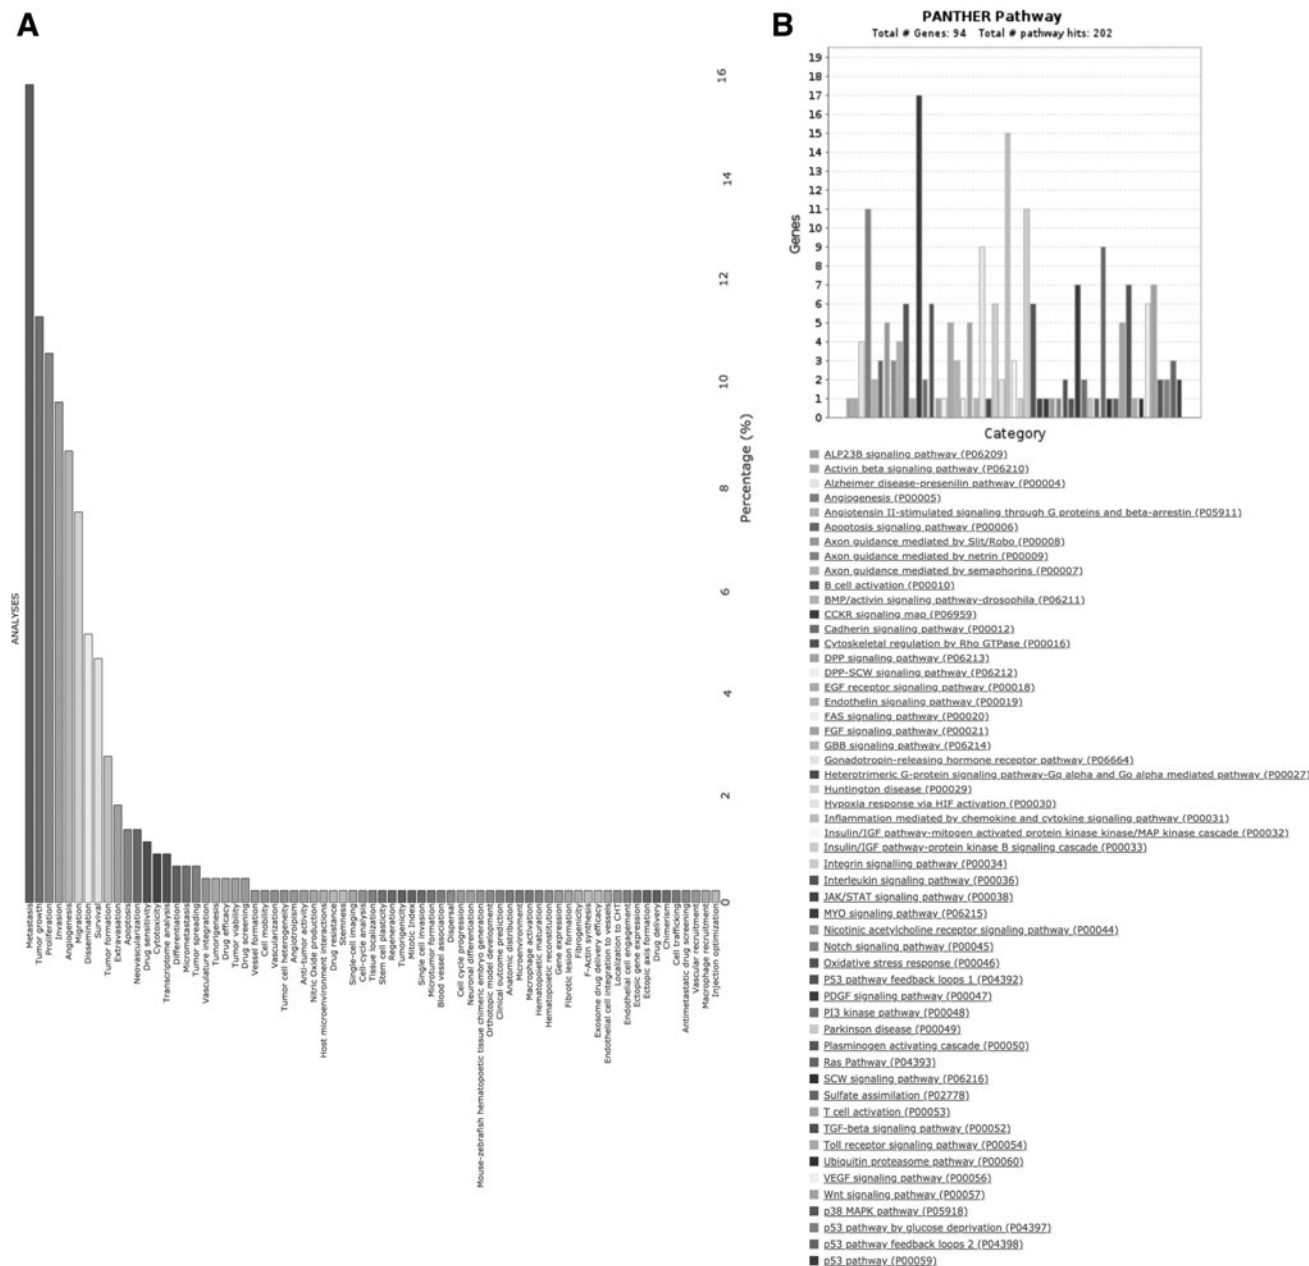 A
ANALYSES
16
14
12
10
8
6
4
2
0
Percentage (%)
Metastasis
Tumor growth
Proliferation
Invasion
Angiogenesis
Migration
Dissemination
Survival
Tumor formation
Extravasation
Apoptosis
Neovascularization
Drug sensitivity
Cytotoxicity
Transcriptome analysis
Differentiation
Micrometastasis
Tumor spreading
Vasculature integration
Tumorigenesis
Drug efficacy
Tumor viability
Drug screening
Vessel formation
Cell mobility
Vascularization
Tumor cell heterogeneity
Angiogram
Anti-tumor activity
Nitric Oxide production
Host microenvironment interactions
Drug resistance
Stemness
Single-cell imaging
Cell-cycle analysis
Tissue localization
Stem cell plasticity
Regeneration
Tumorigenicity
Mitotic Index
Single cell invasion
Microtumor formation
Blood vessel association
Dispersal
Cell cycle progression
Neuronal differentiation
Mouse-zebrafish hematopoetic tissue chimeric embryo generation
Orthotopic model development
Clinical outcome prediction
Anatomic distribution
Microenvironment
Macrophage activation
Hematopoietic maturation
Hematopoietic reconstitution
Gene expression
Fibrotic lesion formation
Fibrogenicity
F-Actin synthesis
Exosome drug delivery efficacy
Endothelial cell integration to vessels
Localization to CHT
Endothelial cell engraftment
Ectopic gene expression
Ectopic axis formation
Drug delivery
Chimerism
Cell trafficking
Antimetastatic drug screening
Vascular recruitment
Macrophage recruitment
Injection optimization
B
PANTHER Pathway
Total # Genes: 94 Total # pathway hits: 202
19
18
17
16
15
14
13
12
11
10
9
8
7
6
5
4
3
2
1
0
Genes
Category
ALP23B signaling pathway (P06209)
Activin beta signaling pathway (P06210)
Alzheimer disease-presenilin pathway (P00004)
Angiogenesis (P00005)
Angiotensin II-stimulated signaling through G proteins and beta-arrestin (P05911)
Apoptosis signaling pathway (P00006)
Axon guidance mediated by Slit/Robo (P00008)
Axon guidance mediated by netrin (P00009)
Axon guidance mediated by semaphorins (P00007)
B cell activation (P00010)
BMP/activin signaling pathway-drosophila (P06211)
CCKR signaling map (P06959)
Cadherin signaling pathway (P00012)
Cytoskeletal regulation by Rho GTPase (P00016)
DPP signaling pathway (P06213)
DPP-SCW signaling pathway (P06212)
EGF receptor signaling pathway (P00018)
Endothelin signaling pathway (P00019)
FAS signaling pathway (P00020)
FGF signaling pathway (P00021)
GBB signaling pathway (P06214)
Gonadotropin-releasing hormone receptor pathway (P06664)
Heterotrimeric G-protein signaling pathway-Gq alpha and Go alpha mediated pathway (P00027)
Huntington disease (P00029)
Hypoxia response via HIF activation (P00030)
Inflammation mediated by chemokine and cytokine signaling pathway (P00031)
Insulin/IGF pathway-mitogen activated protein kinase kinase/MAP kinase cascade (P00032)
Insulin/IGF pathway-protein kinase B signaling cascade (P00033)
Integrin signalling pathway (P00034)
Interleukin signaling pathway (P00036)
JAK/STAT signaling pathway (P00038)
MYO signaling pathway (P06215)
Nicotinic acetylcholine receptor signaling pathway (P00044)
Notch signaling pathway (P00045)
Oxidative stress response (P00046)
P53 pathway feedback loops 1 (P04392)
PDGF signaling pathway (P00047)
PI3 kinase pathway (P00048)
Parkinson disease (P00049)
Plasminogen activating cascade (P00050)
Ras Pathway (P04393)
SCW signaling pathway (P06216)
Sulfate assimilation (P02778)
T cell activation (P00053)
TGF-beta signaling pathway (P00052)
Toll receptor signaling pathway (P00054)
Ubiquitin proteasome pathway (P00060)
VEGF signaling pathway (P00056)
Wnt signaling pathway (P00057)
p38 MAPK pathway (P05918)
p53 pathway by glucose deprivation (P04397)
p53 pathway feedback loops 2 (P04398)
p53 pathway (P00059)